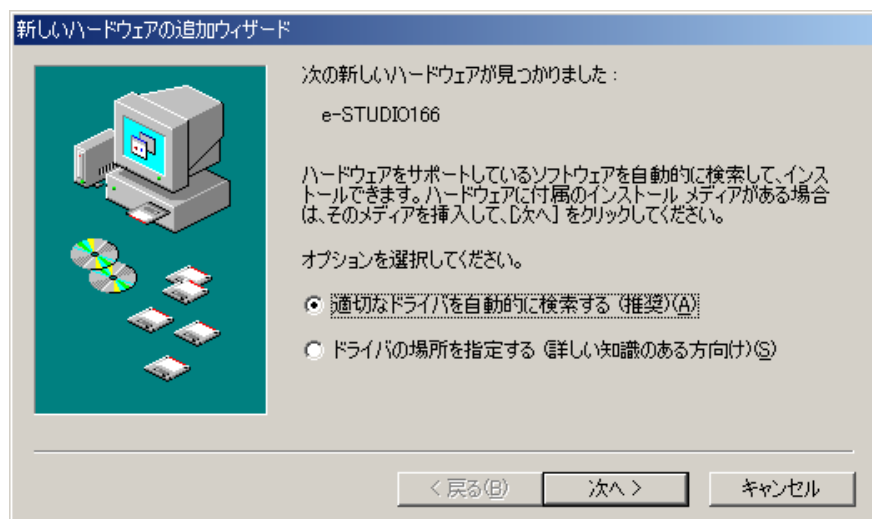 新しいハードウェアの追加ウィザード
次の新しいハードウェアが見つかりました :
e-STUDIO166
ハードウェアをサポートしているソフトウェアを自動的に検索して、インス
トールできます。ハードウェアに付属のインストール メディアがある場合
は、そのメディアを挿入して、[次へ] をクリックしてください。
オプションを選択してください。
適切なドライバを自動的に検索する (推奨)(A)
ドライバの場所を指定する (詳しい知識のある方向け)(S)
< 戻る(B)
次へ >
キャンセル